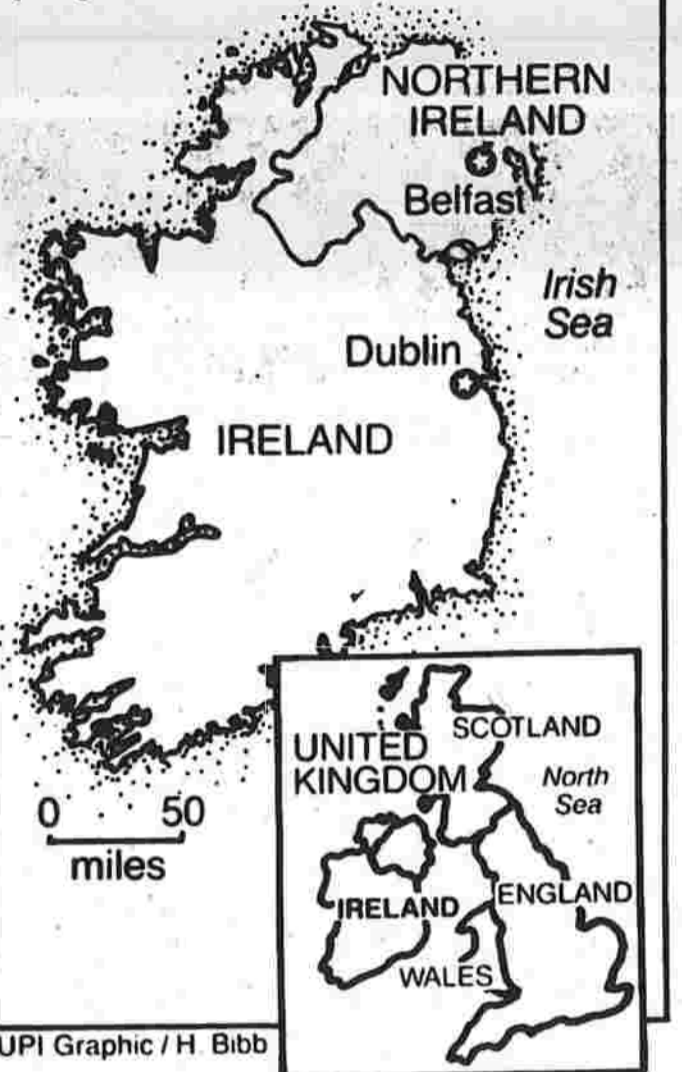 NORTHERN
IRELAND
Belfast
Irish
Sea
Dublin
IRELAND
0 50
miles
SCOTLAND
UNITED
KINGDOM
North
Sea
IRELAND
ENGLAND
WALES
UPI Graphic / H. Bibb